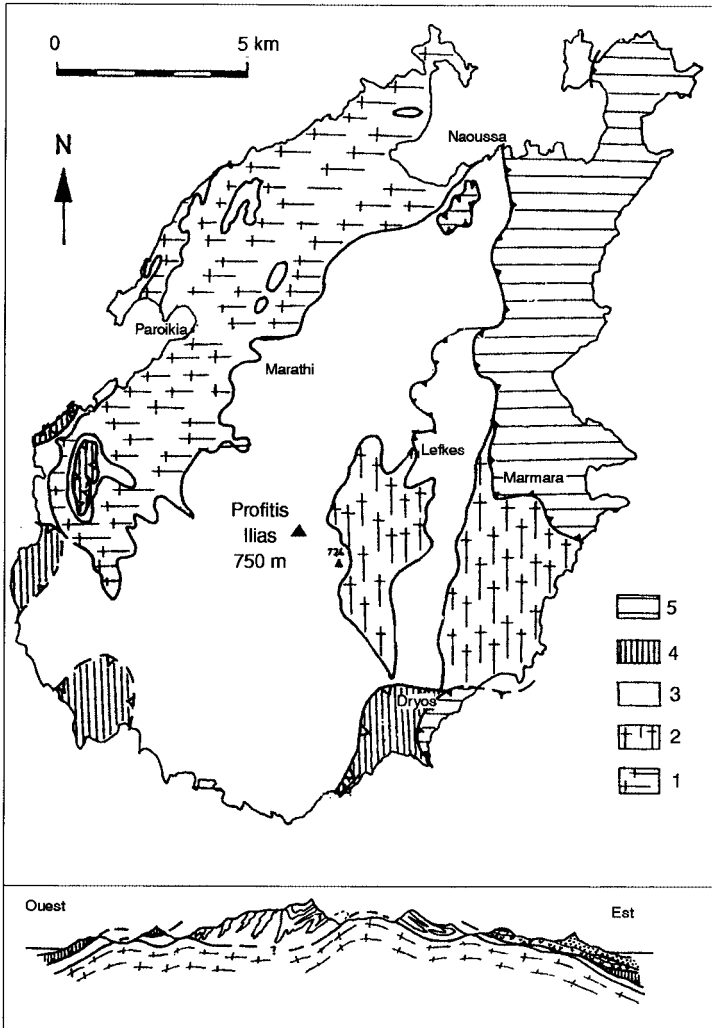 0 5 km
N
Naoussa
Paroikia
Marathi
Lefkes
Marmara
Profitis
Ilias
750 m
724
Dryos
5
4
3
2
1
Ouest
Est
?